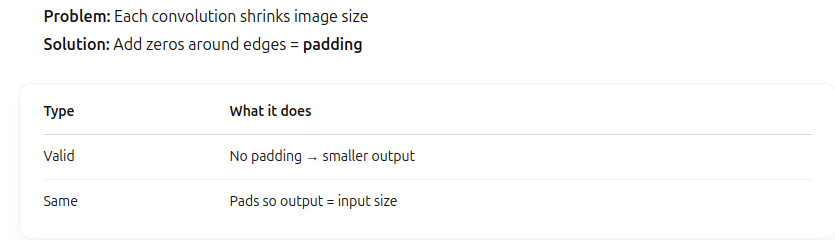 Problem: Each convolution shrinks image size
Solution: Add zeros around edges = padding
Type What it does
Valid No padding → smaller output
Same Pads so output = input size